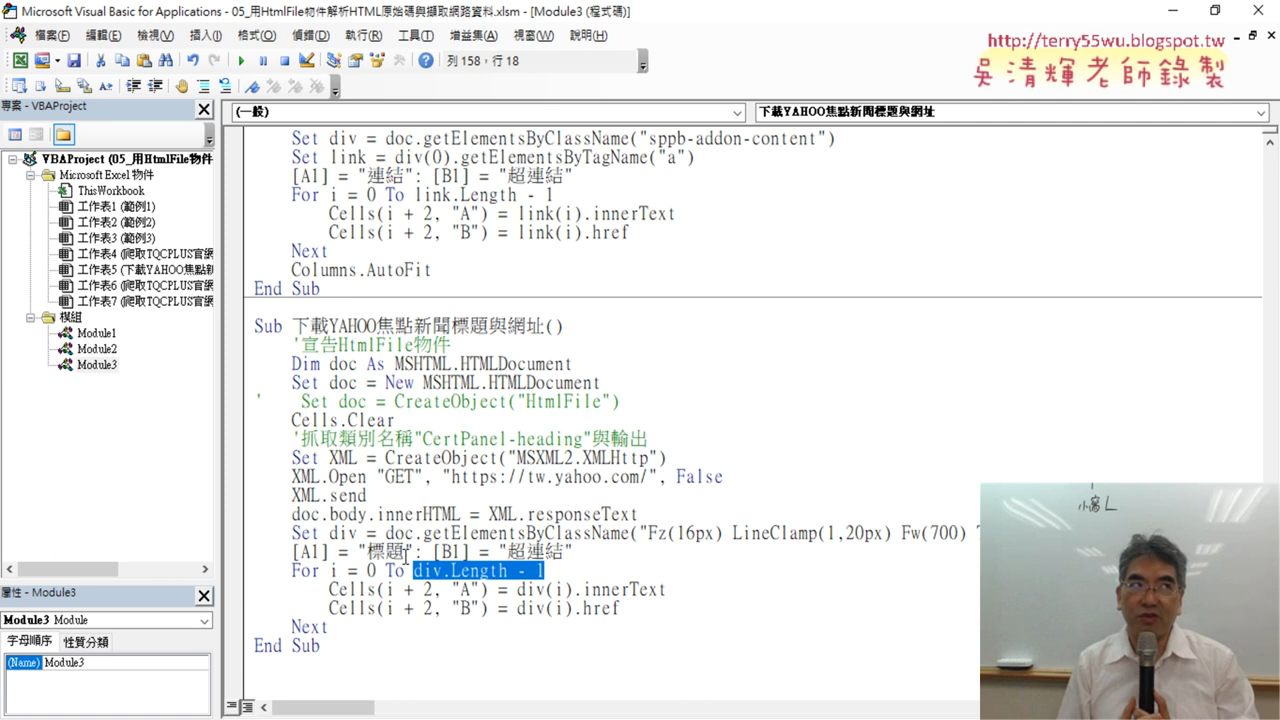 Microsoft Visual Basic for Applications - 05_用HtmlFile物件解析HTML原始碼與擷取網路資料.xlsm - [Module3 (程式碼)]
檔案(F) 編輯(E) 檢視(V) 插入(I) 格式(O) 偵錯(D) 執行(R) 工具(T) 增益集(A) 視窗(W) 說明(H)
http://terry55wu.blogspot.tw
吳清輝老師錄製
列 158，行 18
專案 - VBAProject
(一般)
下載YAHOO焦點新聞標題與網址
VBAProject (05_用HtmlFile物件
Microsoft Excel 物件
ThisWorkbook
工作表1 (範例1)
工作表2 (範例2)
工作表3 (範例3)
工作表4 (爬取TQCPLUS官網
工作表5 (下載YAHOO焦點新
工作表6 (爬取TQCPLUS官網
工作表7 (爬取TQCPLUS官網
模組
Module1
Module2
Module3
Set div = doc.getElementsByClassName("sppb-addon-content")
Set link = div(0).getElementsByTagName("a")
[A1] = "連結": [B1] = "超連結"
For i = 0 To link.Length - 1
Cells(i + 2, "A") = link(i).innerText
Cells(i + 2, "B") = link(i).href
Next
Columns.AutoFit
End Sub
Sub 下載YAHOO焦點新聞標題與網址()
'宣告HtmlFile物件
Dim doc As MSHTML.HTMLDocument
Set doc = New MSHTML.HTMLDocument
' Set doc = CreateObject("HtmlFile")
Cells.Clear
'抓取類別名稱"CertPanel-heading"與輸出
Set XML = CreateObject("MSXML2.XMLHttp")
XML.Open "GET", "https://tw.yahoo.com/", False
XML.send
doc.body.innerHTML = XML.responseText
Set div = doc.getElementsByClassName("Fz(16px) LineClamp(1,20px) Fw(700)
[A1] = "標題": [B1] = "超連結"
For i = 0 To div.Length - 1
Cells(i + 2, "A") = div(i).innerText
Cells(i + 2, "B") = div(i).href
Next
End Sub
屬性 - Module3
Module3 Module
字母順序 性質分類
(Name) Module3